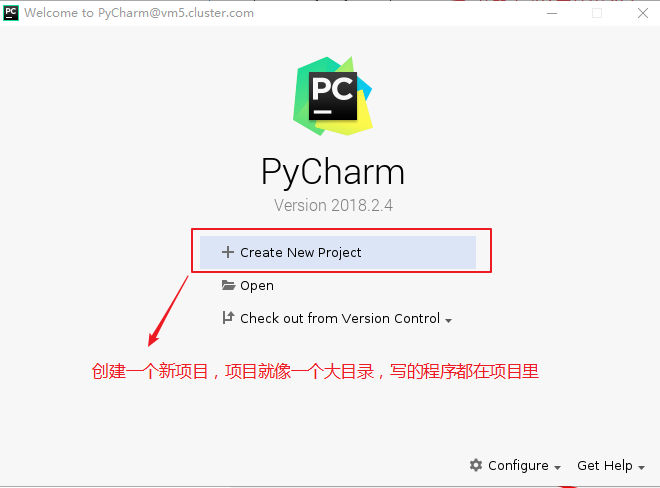 PC Welcome to PyCharm@vm5.cluster.com
PC
PyCharm
Version 2018.2.4
Create New Project
Open
Check out from Version Control
创建一个新项目，项目就像一个大目录，写的程序都在项目里
Configure Get Help